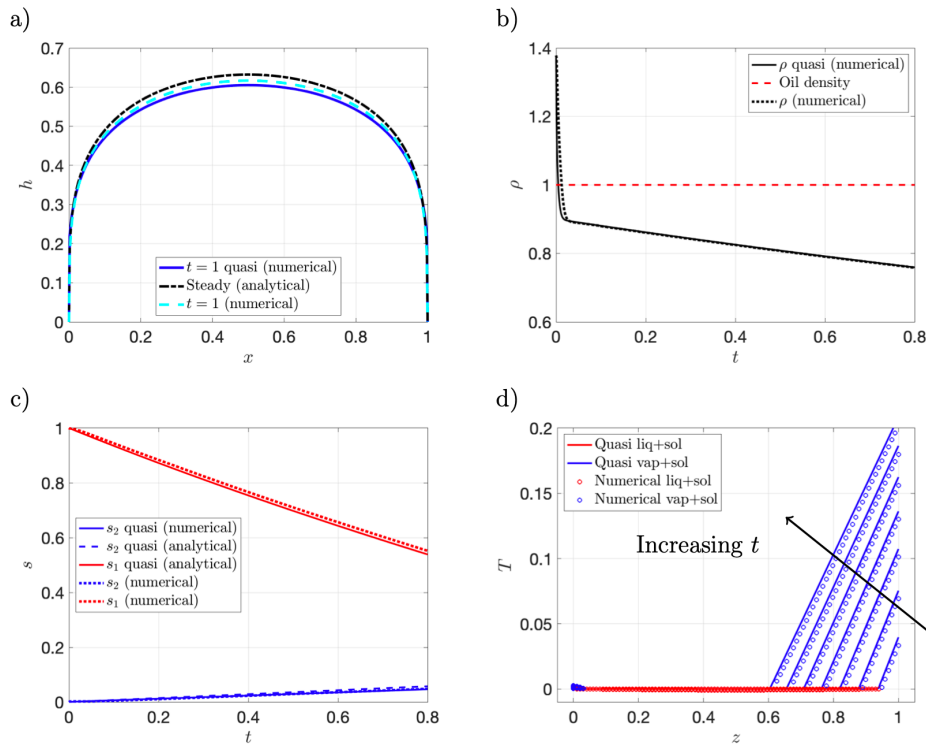 a)
0.7
0.6
0.5
0.4
0.3
0.2
0.1
0
h
0
0.2
0.4
0.6
0.8
1
x
t = 1 quasi (numerical)
Steady (analytical)
t = 1 (numerical)
b)
1.4
1.2
1
0.8
0.6
ρ
0
0.2
0.4
0.6
0.8
t
ρ quasi (numerical)
Oil density
ρ (numerical)
c)
1
0.8
0.6
0.4
0.2
0
s
0
0.2
0.4
0.6
0.8
t
s₂ quasi (numerical)
s₂ quasi (analytical)
s₁ quasi (analytical)
s₂ (numerical)
s₁ (numerical)
d)
0.2
0.15
0.1
0.05
0
T
0
0.2
0.4
0.6
0.8
1
z
Quasi liq+sol
Quasi vap+sol
Numerical liq+sol
Numerical vap+sol
Increasing t